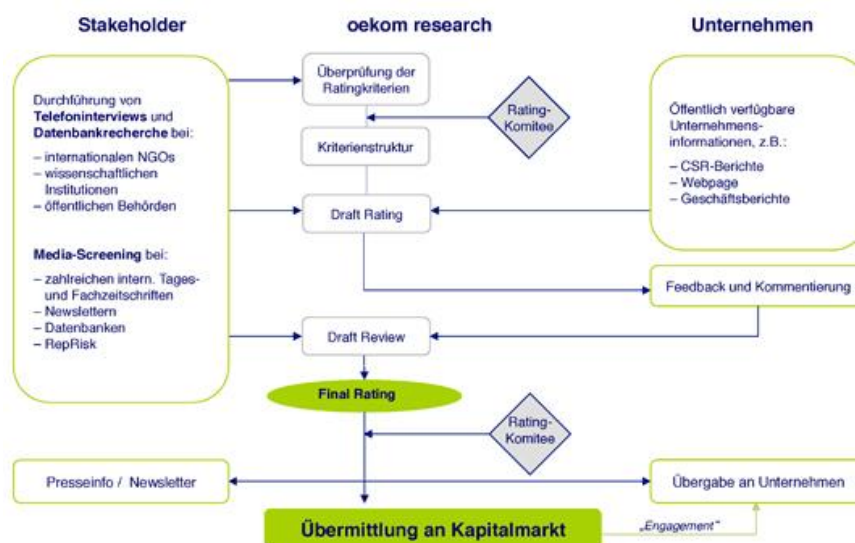 Stakeholder
oekom research
Unternehmen
Durchführung von
Telefoninterviews und
Datenbankrecherche bei:
– internationalen NGOs
– wissenschaftlichen
Institutionen
– öffentlichen Behörden
Media-Screening bei:
– zahlreichen intern. Tages-
und Fachzeitschriften
– Newslettern
– Datenbanken
– RepRisk
Überprüfung der
Ratingkriterien
Rating-
Komitee
Kriterienstruktur
Draft Rating
Öffentlich verfügbare
Unternehmens-
informationen, z.B.:
– CSR-Berichte
– Webpage
– Geschäftsberichte
Feedback und Kommentierung
Draft Review
Final Rating
Rating-
Komitee
Presseinfo / Newsletter
Übergabe an Unternehmen
Übermittlung an Kapitalmarkt
„Engagement“